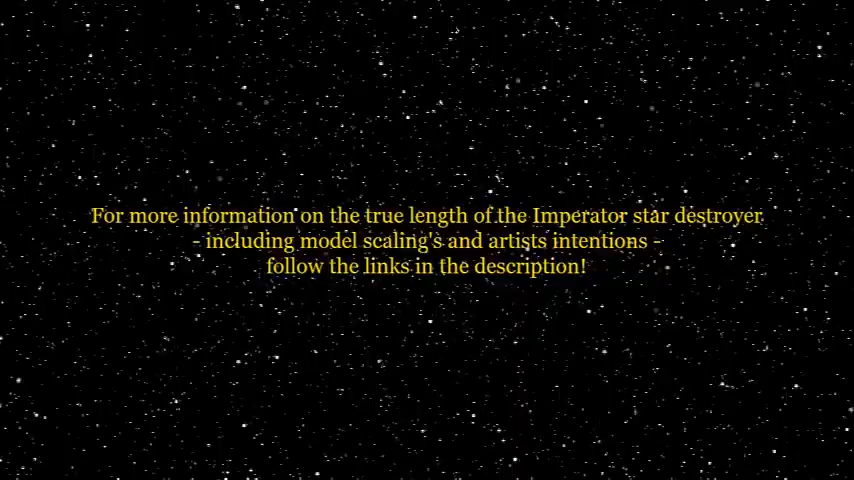 For more information on the true length of the Imperator star destroyer
- including model scaling's and artists intentions -
follow the links in the description!